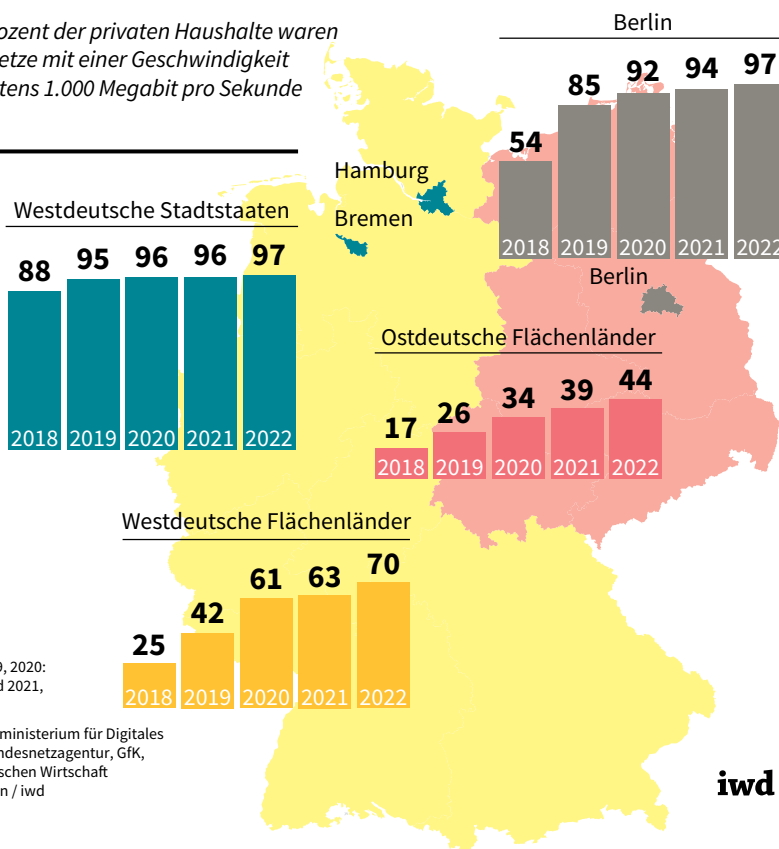 ozent der privaten Haushalte waren
etze mit einer Geschwindigkeit
tens 1.000 Megabit pro Sekunde
Berlin
54 85 92 94 97
2018 2019 2020 2021 2022
Hamburg
Bremen
Westdeutsche Stadtstaaten
88 95 96 96 97
2018 2019 2020 2021 2022
Berlin
Ostdeutsche Flächenländer
17 26 34 39 44
2018 2019 2020 2021 2022
Westdeutsche Flächenländer
25 42 61 63 70
2018 2019 2020 2021 2022
9, 2020:
d 2021,
ministerium für Digitales
ndesnetzagentur, GfK,
schen Wirtschaft
n / iwd
iwd